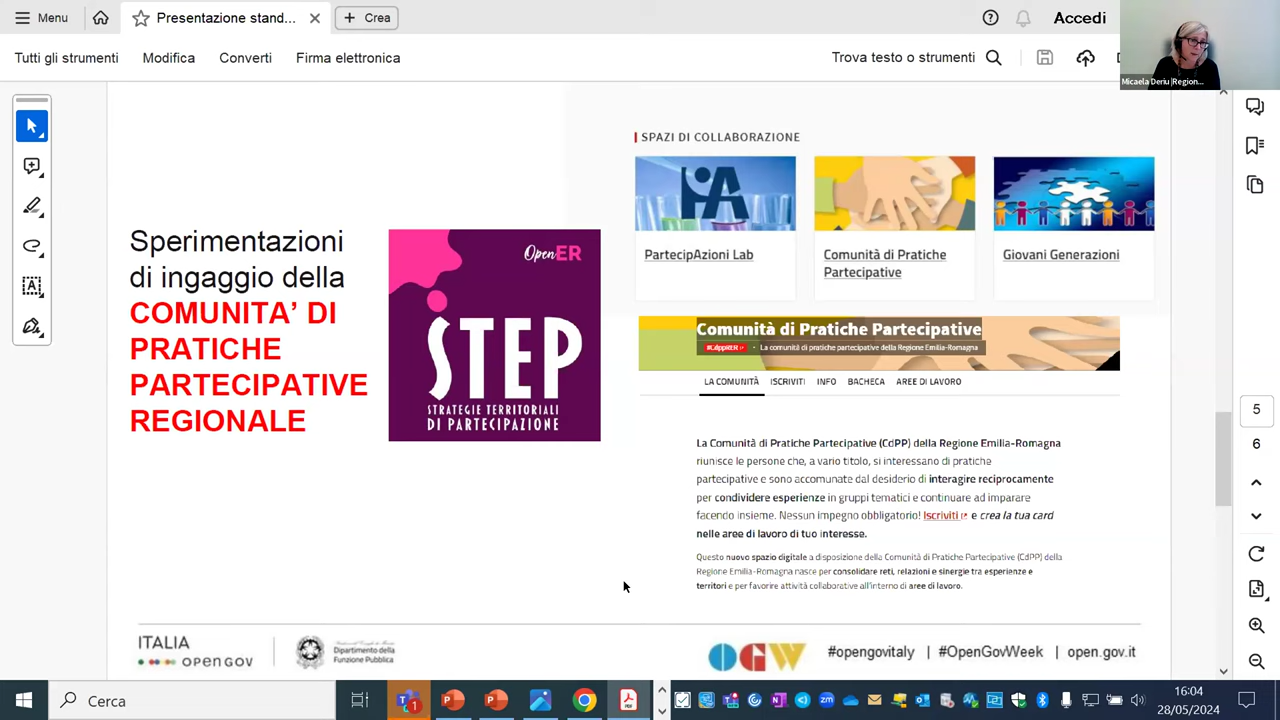 Menu
Presentazione stand...
Crea
Accedi
Tutti gli strumenti
Modifica
Converti
Firma elettronica
Trova testo o strumenti
Micaela Deriu |Region...
SPAZI DI COLLABORAZIONE
PartecipAzioni Lab
Comunità di Pratiche
Partecipative
Giovani Generazioni
Sperimentazioni
di ingaggio della
COMUNITA' DI
PRATICHE
PARTECIPATIVE
REGIONALE
OpenER
STEP
STRATEGIE TERRITORIALI
DI PARTECIPAZIONE
Comunità di Pratiche Partecipative
#CdppRER - La comunità di pratiche partecipative della Regione Emilia-Romagna
LA COMUNITÀ ISCRIVITI INFO BACHECA AREE DI LAVORO
La Comunità di Pratiche Partecipative (CdPP) della Regione Emilia-Romagna
riunisce le persone che, a vario titolo, si interessano di pratiche
partecipative e sono accomunate dal desiderio di interagire reciprocamente
per condividere esperienze in gruppi tematici e continuare ad imparare
facendo insieme. Nessun impegno obbligatorio! Iscriviti e crea la tua card
nelle aree di lavoro di tuo interesse.
Questo nuovo spazio digitale a disposizione della Comunità di Pratiche Partecipative (CdPP) della
Regione Emilia-Romagna nasce per consolidare reti, relazioni e sinergie tra esperienze e
territori e per favorire attività collaborative all'interno di aree di lavoro.
5
6
ITALIA
open gov
Dipartimento della
Funzione Pubblica
OGW
#opengovitaly | #OpenGovWeek | open.gov.it
Cerca
16:04
28/05/2024